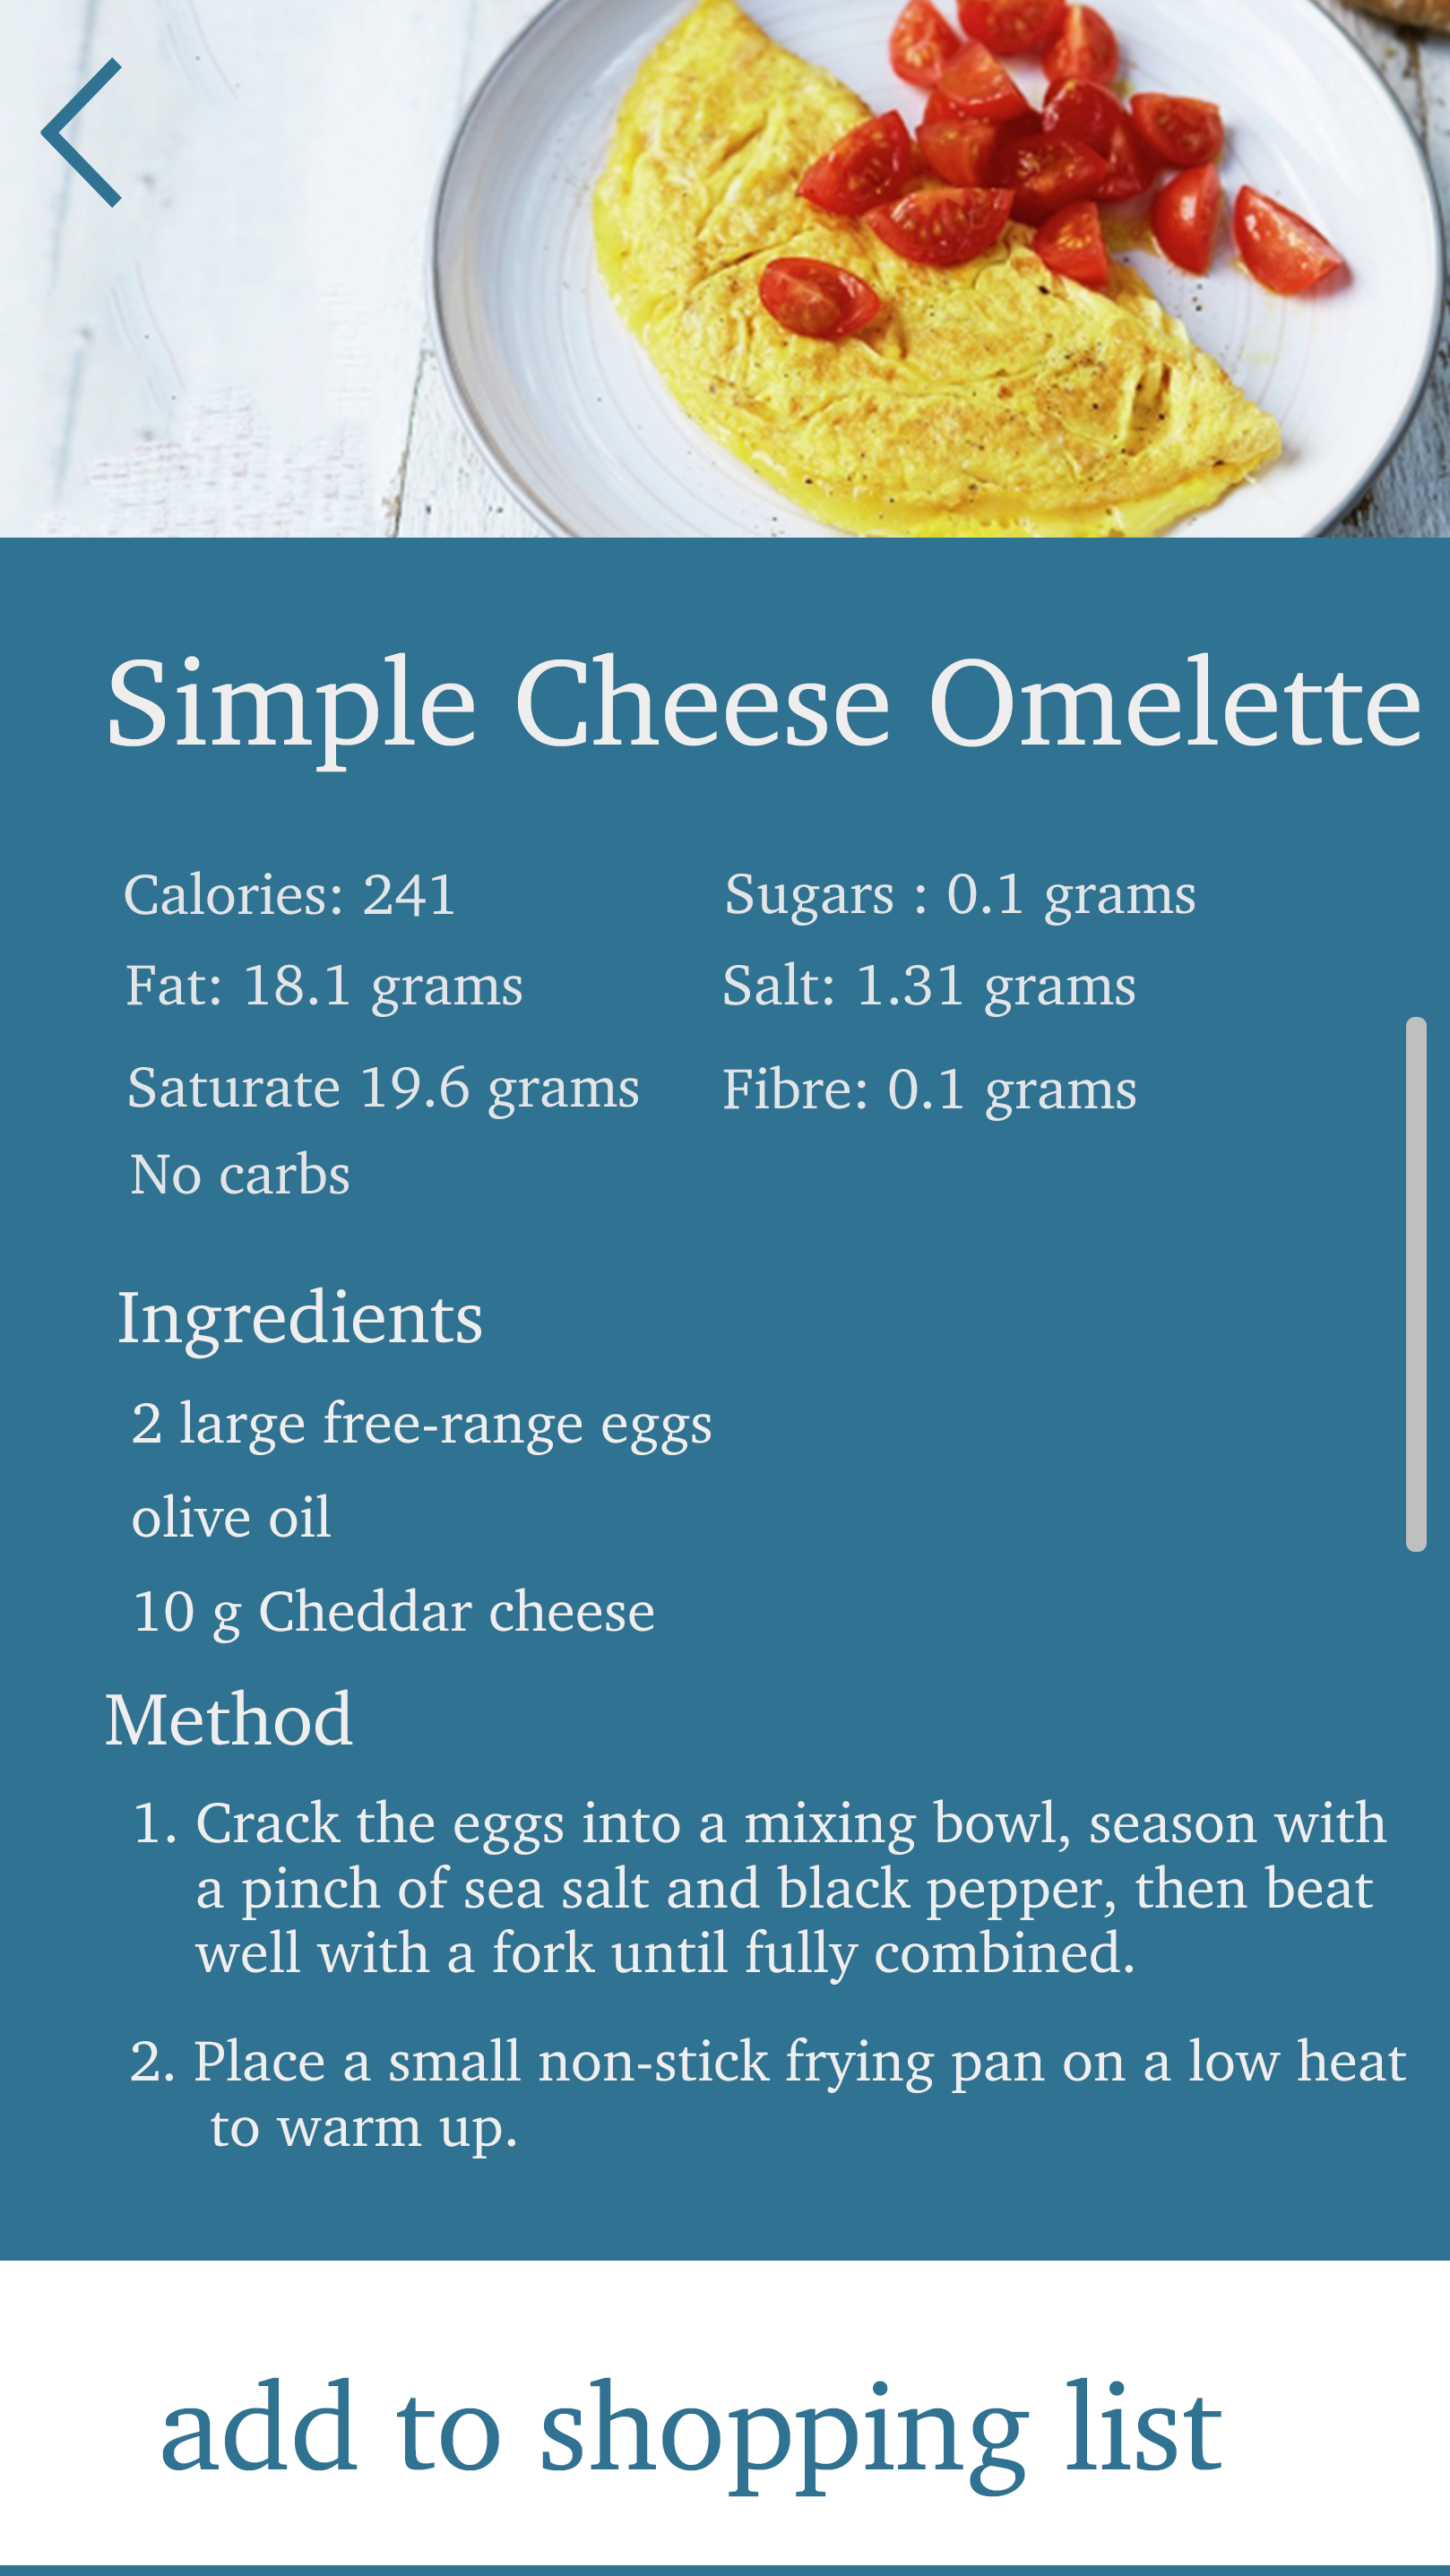 Simple Cheese Omelette
Calories: 241
Sugars : 0.1 grams
Fat: 18.1 grams
Salt: 1.31 grams
Saturate 19.6 grams
Fibre: 0.1 grams
No carbs
Ingredients
2 large free-range eggs
olive oil
10 g Cheddar cheese
Method
1. Crack the eggs into a mixing bowl, season with
a pinch of sea salt and black pepper, then beat
well with a fork until fully combined.
2. Place a small non-stick frying pan on a low heat
to warm up.
add to shopping list